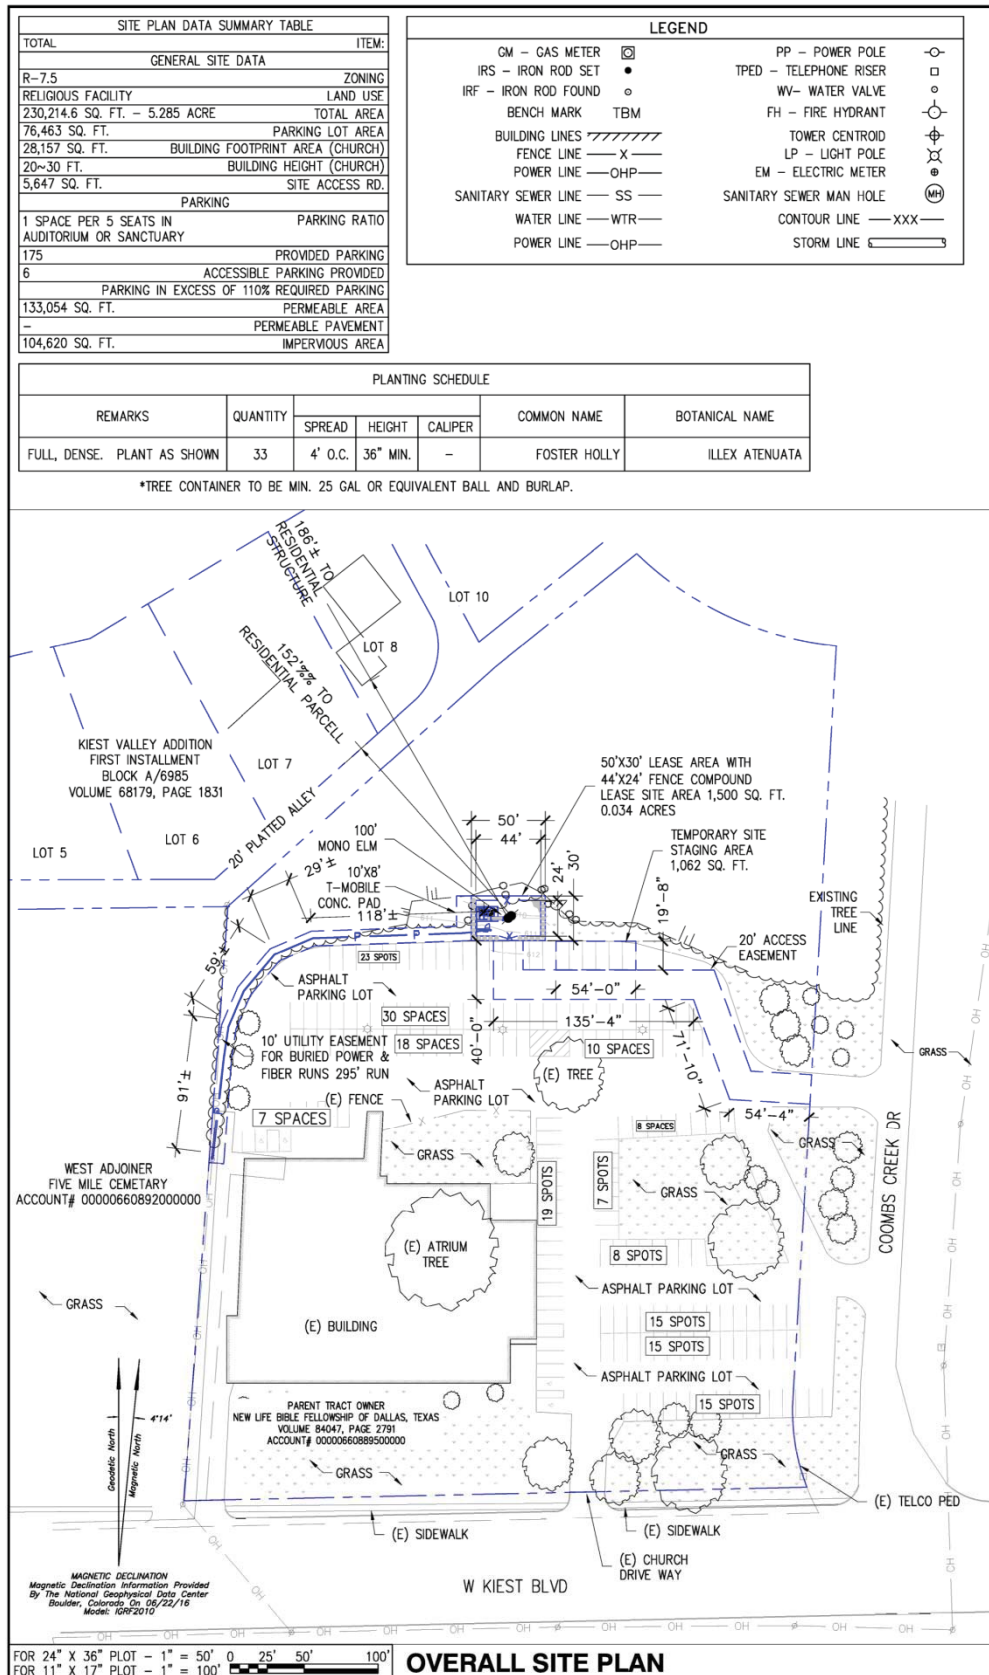 SITE PLAN DATA SUMMARY TABLE
TOTAL ITEM:
GENERAL SITE DATA
R-7.5 ZONING
RELIGIOUS FACILITY LAND USE
230,214.6 SQ. FT. - 5.285 ACRE TOTAL AREA
76,463 SQ. FT. PARKING LOT AREA
28,157 SQ. FT. BUILDING FOOTPRINT AREA (CHURCH)
20~30 FT. BUILDING HEIGHT (CHURCH)
5,647 SQ. FT. SITE ACCESS RD.
PARKING
1 SPACE PER 5 SEATS IN PARKING RATIO
AUDITORIUM OR SANCTUARY
175 PROVIDED PARKING
6 ACCESSIBLE PARKING PROVIDED
PARKING IN EXCESS OF 110% REQUIRED PARKING
133,054 SQ. FT. PERMEABLE AREA
- PERMEABLE PAVEMENT
104,620 SQ. FT. IMPERVIOUS AREA
LEGEND
GM - GAS METER
IRS - IRON ROD SET
IRF - IRON ROD FOUND
BENCH MARK TBM
BUILDING LINES
FENCE LINE X
POWER LINE OHP
SANITARY SEWER LINE SS
WATER LINE WTR
POWER LINE OHP
PP - POWER POLE
TPED - TELEPHONE RISER
WV- WATER VALVE
FH - FIRE HYDRANT
TOWER CENTROID
LP - LIGHT POLE
EM - ELECTRIC METER
SANITARY SEWER MAN HOLE MH
CONTOUR LINE XXX
STORM LINE
PLANTING SCHEDULE
REMARKS QUANTITY SPREAD HEIGHT CALIPER COMMON NAME BOTANICAL NAME
FULL, DENSE. PLANT AS SHOWN 33 4' O.C. 36" MIN. - FOSTER HOLLY ILLEX ATENUATA
*TREE CONTAINER TO BE MIN. 25 GAL OR EQUIVALENT BALL AND BURLAP.
186'± TO
RESIDENTIAL
STRUCTURE
LOT 10
LOT 8
152'%% TO
RESIDENTIAL PARCELL
KIEST VALLEY ADDITION
FIRST INSTALLMENT
BLOCK A/6985
VOLUME 68179, PAGE 1831
LOT 7
LOT 6
LOT 5
20' PLATTED ALLEY
50'X30' LEASE AREA WITH
44'X24' FENCE COMPOUND
LEASE SITE AREA 1,500 SQ. FT.
0.034 ACRES
50'
44'
100'
MONO ELM
10'X8'
T-MOBILE
CONC. PAD
24'
30'
TEMPORARY SITE
STAGING AREA
1,062 SQ. FT.
29'±
118'±
59'±
91'±
19'-8"
EXISTING
TREE
LINE
20' ACCESS
EASEMENT
P P
X
612
23 SPOTS
ASPHALT
PARKING LOT
30 SPACES
18 SPACES
40'-0"
54'-0"
135'-4"
71'-10"
54'-4"
10 SPACES
10' UTILITY EASEMENT
FOR BURIED POWER &
FIBER RUNS 295' RUN
(E) TREE
ASPHALT
PARKING LOT
(E) FENCE
7 SPACES
8 SPACES
GRASS
GRASS
GRASS
GRASS
19 SPOTS
7 SPOTS
8 SPOTS
COOMBS CREEK DR
WEST ADJOINER
FIVE MILE CEMETARY
ACCOUNT# 00000660892000000
(E) ATRIUM
TREE
GRASS
(E) BUILDING
ASPHALT PARKING LOT
15 SPOTS
15 SPOTS
ASPHALT PARKING LOT
15 SPOTS
PARENT TRACT OWNER
NEW LIFE BIBLE FELLOWSHIP OF DALLAS, TEXAS
VOLUME 84047, PAGE 2791
ACCOUNT# 00000660889500000
GRASS
GRASS
Geodetic North
Magnetic North
4°14'
(E) TELCO PED
(E) SIDEWALK
(E) SIDEWALK
(E) CHURCH
DRIVE WAY
W KIEST BLVD
MAGNETIC DECLINATION
Magnetic Declination Information Provided
By The National Geophysical Data Center
Boulder, Colorado On 06/22/16
Model: IGRF2010
OH OH OH OH OH OH
FOR 24" X 36" PLOT - 1" = 50'
FOR 11" X 17" PLOT - 1" = 100'
0 25' 50' 100'
OVERALL SITE PLAN